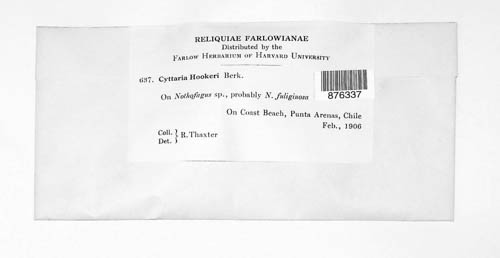 RELIQUIAE FARLOWIANAE
Distributed by the
FARLOW HERBARIUM OF HARVARD UNIVERSITY
637. Cyttaria Hookeri Berk.
On Nothofagus sp., probably N. fuliginosa
876337
On Const Beach, Punta Arenas, Chile
Feb., 1906
Coll. } R. Thaxter
Det.